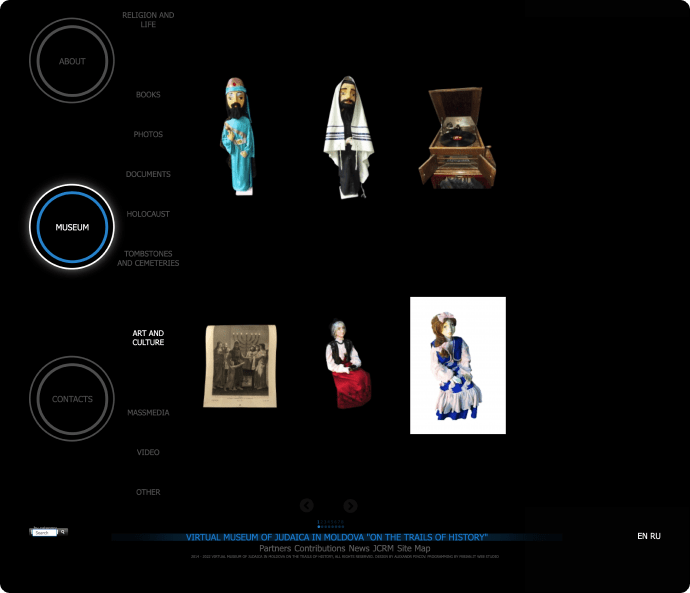 RELIGION AND
LIFE
ABOUT
BOOKS
PHOTOS
DOCUMENTS
HOLOCAUST
MUSEUM
TOMBSTONES
AND CEMETERIES
ART AND
CULTURE
CONTACTS
MASSMEDIA
VIDEO
OTHER
Search
VIRTUAL MUSEUM OF JUDAICA IN MOLDOVA "ON THE TRAILS OF HISTORY"
EN RU
Partners Contributions News JCRM Site Map